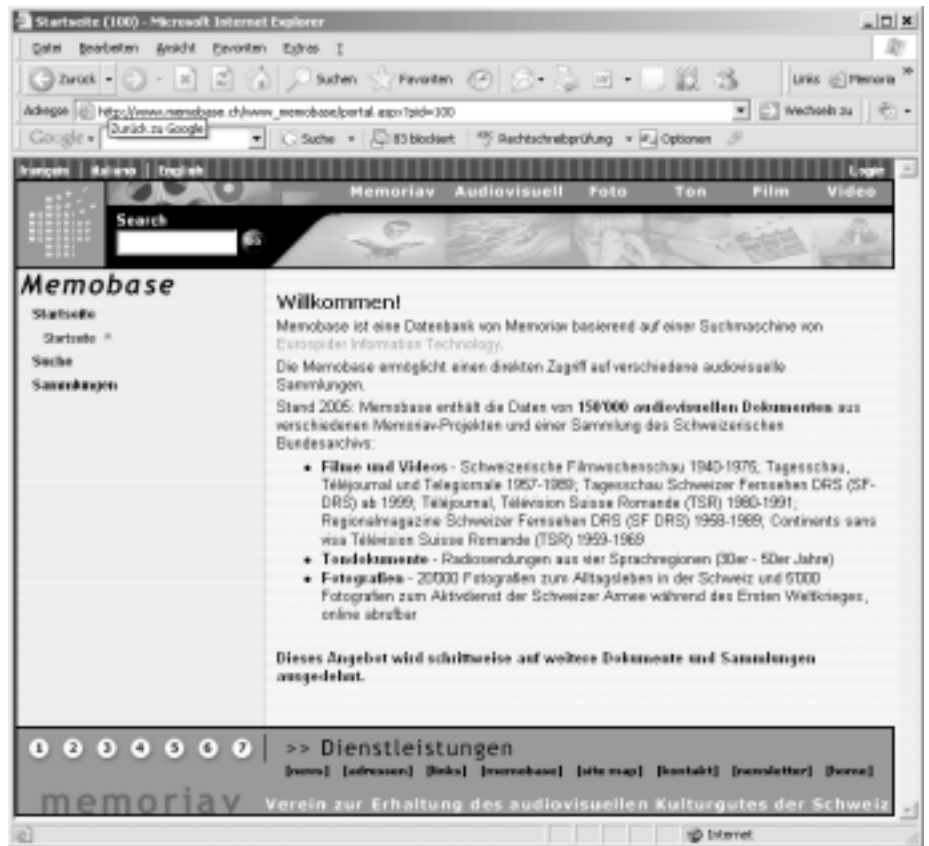 Startseite (100) - Microsoft Internet Explorer
Datei Bearbeiten Ansicht Favoriten Extras ?
Zurück Suchen Favoriten Links Memoria »
Adresse http://www.memobase.ch/www_memobase/portal.aspx?pid=100 Wechseln zu
Zurück zu Google
Google Suche 83 blockiert Rechtschreibprüfung Optionen
français | italiano | English Login
Memoriav Audiovisuell Foto Ton Film Video
Search
Memobase
Startseite
Startseite
Suche
Sammlungen
Willkommen!
Memobase ist eine Datenbank von Memoriav basierend auf einer Suchmaschine von
Eurospider Information Technology.
Die Memobase ermöglicht einen direkten Zugriff auf verschiedene audiovisuelle
Sammlungen.
Stand 2005: Memobase enthält die Daten von 150'000 audiovisuellen Dokumenten aus
verschiedenen Memoriav-Projekten und einer Sammlung des Schweizerischen
Bundesarchivs:
• Filme und Videos - Schweizerische Filmwochenschau 1940-1975; Tagesschau,
Téléjournal und Telegiornale 1957-1989; Tagesschau Schweizer Fernsehen DRS (SF-
DRS) ab 1999; Téléjournal, Télévision Suisse Romande (TSR) 1980-1991;
Regionalmagazine Schweizer Fernsehen DRS (SF DRS) 1958-1989; Continents sans
visa Télévision Suisse Romande (TSR) 1959-1969
• Tondokumente - Radiosendungen aus vier Sprachregionen (30er - 50er Jahre)
• Fotografien - 20'000 Fotografien zum Alltagsleben in der Schweiz und 6'000
Fotografien zum Aktivdienst der Schweizer Armee während des Ersten Weltkrieges,
online abrufbar
Dieses Angebot wird schrittweise auf weitere Dokumente und Sammlungen
ausgedehnt.
1 2 3 4 5 6 7 >> Dienstleistungen
[news] [adressen] [links] [memobase] [site map] [kontakt] [newsletter] [home]
memoriav Verein zur Erhaltung des audiovisuellen Kulturgutes der Schweiz
Internet